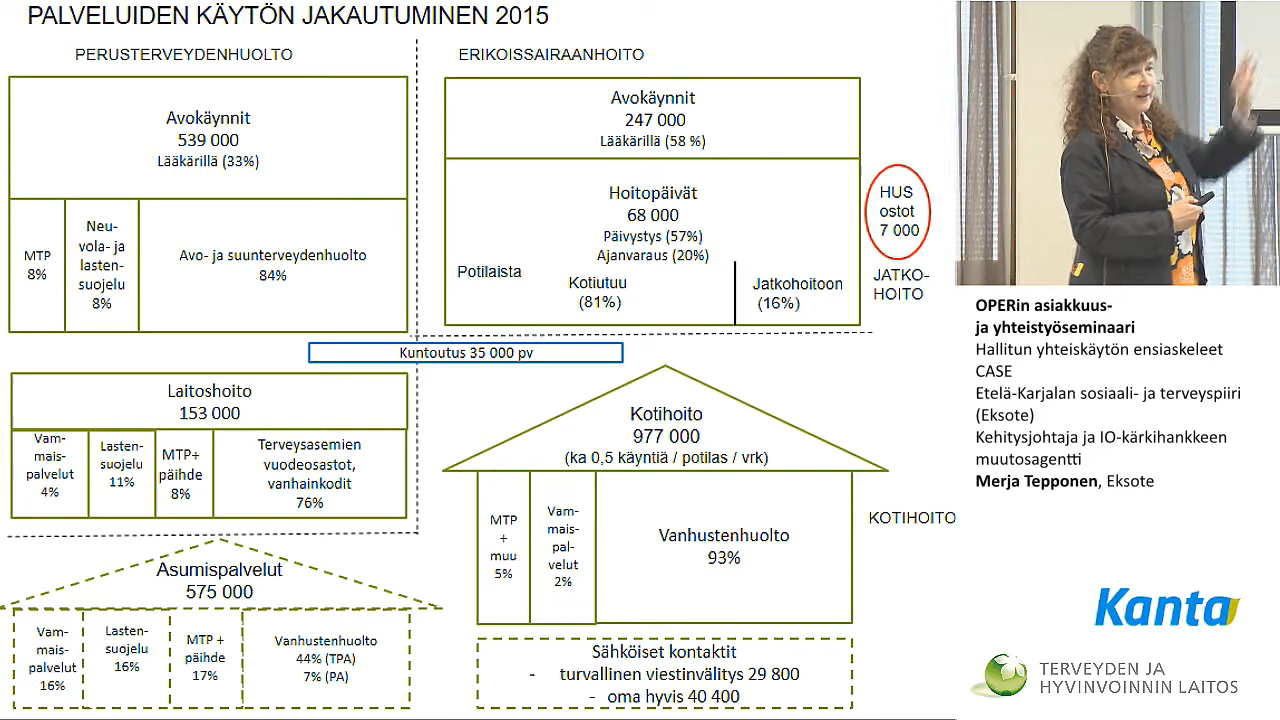 PALVELUIDEN KÄYTÖN JAKAUTUMINEN 2015
PERUSTERVEYDENHUOLTO
Avokäynnit
539 000
Lääkärillä (33%)
MTP
8%
Neu-
vola- ja
lasten-
suojelu
8%
Avo- ja suunterveydenhuolto
84%
ERIKOISSAIRAANHOITO
Avokäynnit
247 000
Lääkärillä (58 %)
Hoitopäivät
68 000
Päivystys (57%)
Ajanvaraus (20%)
Potilaista
Kotiutuu
(81%)
Jatkohoitoon
(16%)
HUS
ostot
7 000
JATKO-
HOITO
Kuntoutus 35 000 pv
Laitoshoito
153 000
Vam-
mais-
palvelut
4%
Lasten-
suojelu
11%
MTP+
päihde
8%
Terveysasemien
vuodeosastot,
vanhainkodit
76%
Kotihoito
977 000
(ka 0,5 käyntiä / potilas / vrk)
MTP
+
muu
5%
Vam-
mais-
pal-
velut
2%
Vanhustenhuolto
93%
KOTIHOITO
Asumispalvelut
575 000
Vam-
mais-
palvelut
16%
Lasten-
suojelu
16%
MTP +
päihde
17%
Vanhustenhuolto
44% (TPA)
7% (PA)
Sähköiset kontaktit
- turvallinen viestinvälitys 29 800
- oma hyvis 40 400
OPERin asiakkuus-
ja yhteistyöseminaari
Hallitun yhteiskäytön ensiaskeleet
CASE
Etelä-Karjalan sosiaali- ja terveyspiiri
(Eksote)
Kehitysjohtaja ja IO-kärkihankkeen
muutosagentti
Merja Tepponen, Eksote
Kanta
TERVEYDEN JA
HYVINVOINNIN LAITOS